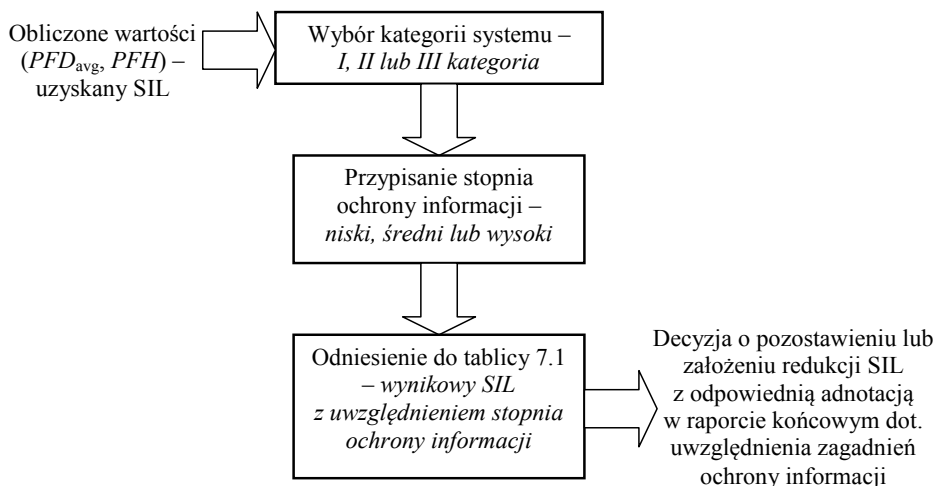 Obliczone wartości
(PFDavg, PFH) –
uzyskany SIL
Wybór kategorii systemu –
I, II lub III kategoria
Przypisanie stopnia
ochrony informacji –
niski, średni lub wysoki
Odniesienie do tablicy 7.1
– wynikowy SIL
z uwzględnieniem stopnia
ochrony informacji
Decyzja o pozostawieniu lub
założeniu redukcji SIL
z odpowiednią adnotacją
w raporcie końcowym dot.
uwzględnienia zagadnień
ochrony informacji